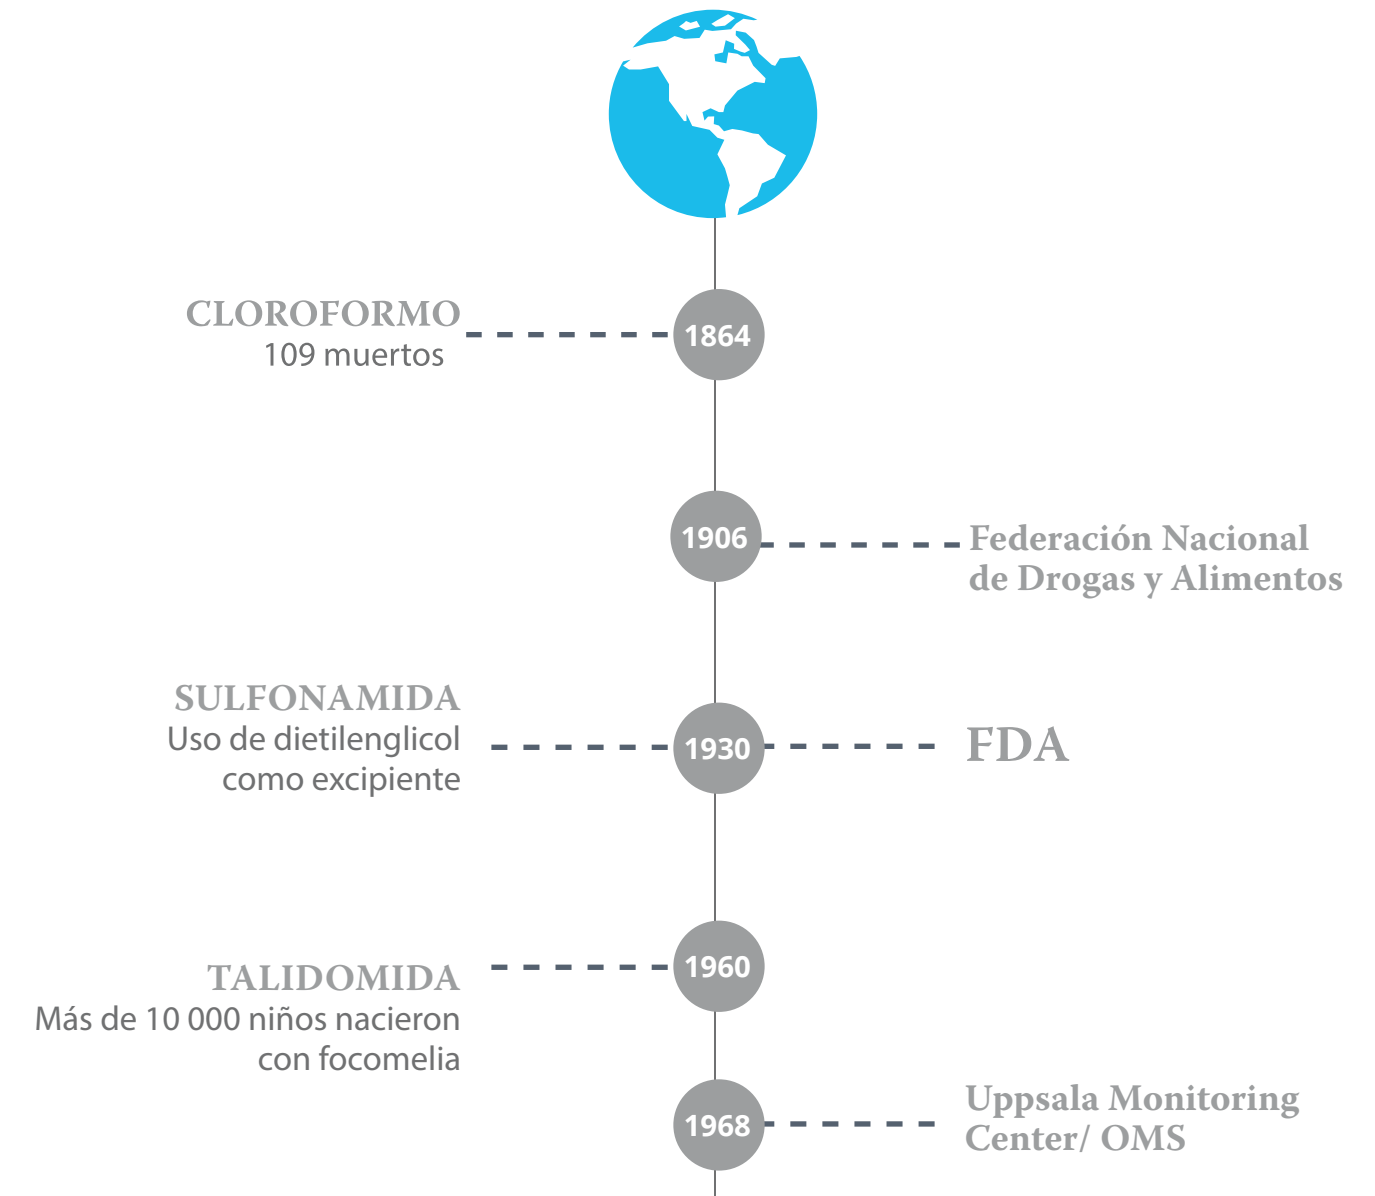 CLOROFORMO
109 muertos
1864
1906
Federación Nacional
de Drogas y Alimentos
SULFONAMIDA
Uso de dietilenglicol
como excipiente
1930
FDA
TALIDOMIDA
Más de 10 000 niños nacieron
con focomelia
1960
1968
Uppsala Monitoring
Center/ OMS